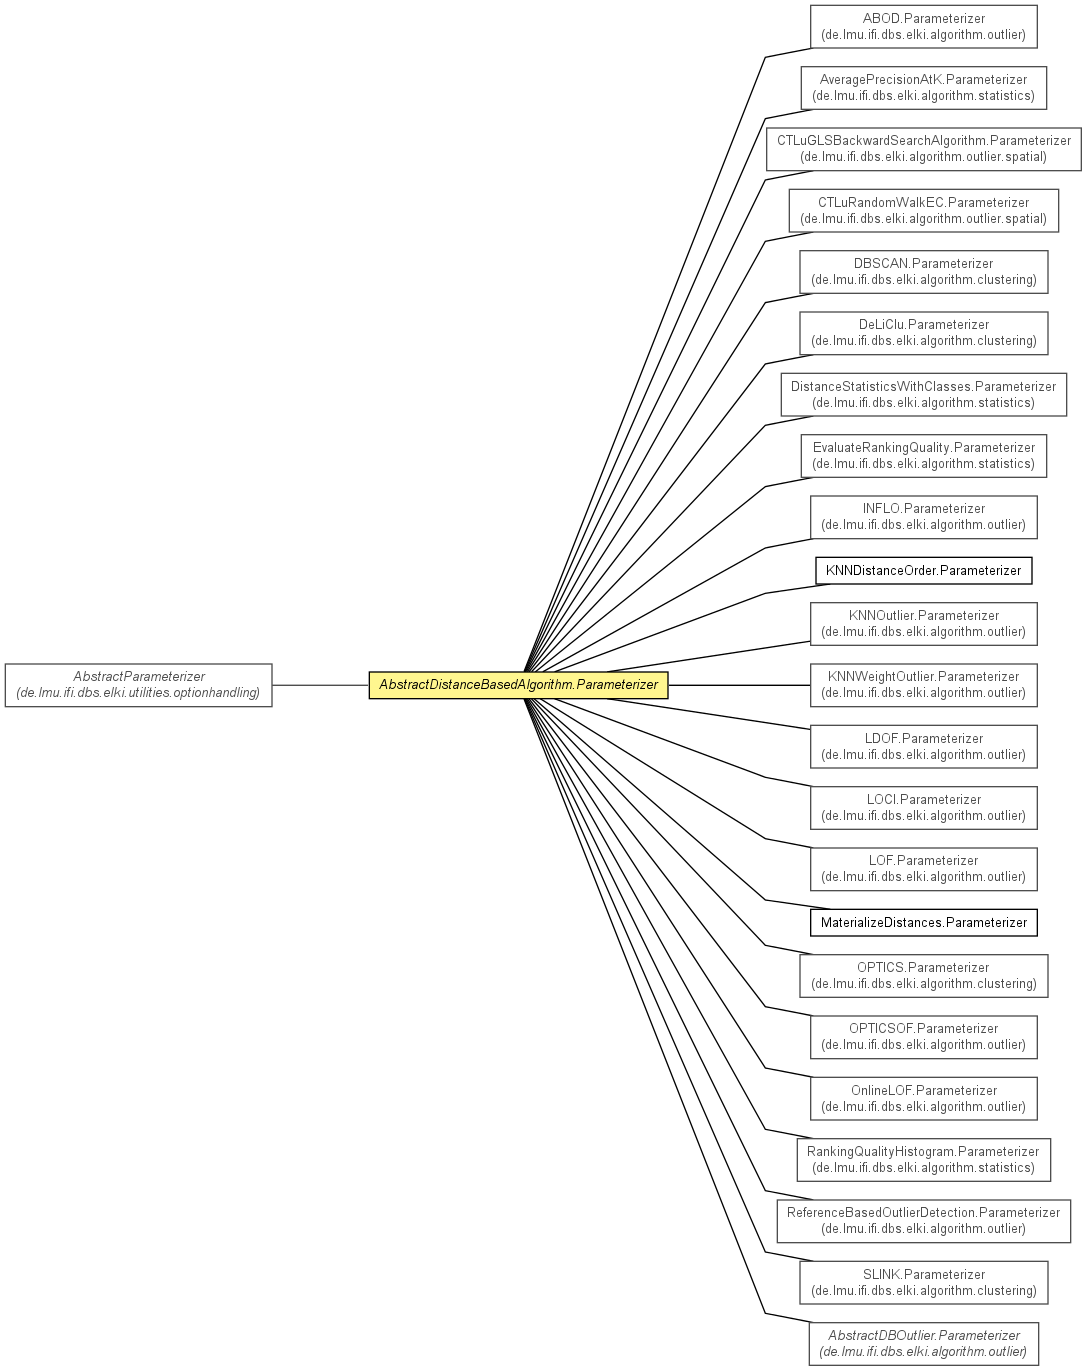 ABOD.Parameterizer
(de.lmu.ifi.dbs.elki.algorithm.outlier)
AveragePrecisionAtK.Parameterizer
(de.lmu.ifi.dbs.elki.algorithm.statistics)
CTLuGLSBackwardSearchAlgorithm.Parameterizer
(de.lmu.ifi.dbs.elki.algorithm.outlier.spatial)
CTLuRandomWalkEC.Parameterizer
(de.lmu.ifi.dbs.elki.algorithm.outlier.spatial)
DBSCAN.Parameterizer
(de.lmu.ifi.dbs.elki.algorithm.clustering)
DeLiClu.Parameterizer
(de.lmu.ifi.dbs.elki.algorithm.clustering)
DistanceStatisticsWithClasses.Parameterizer
(de.lmu.ifi.dbs.elki.algorithm.statistics)
EvaluateRankingQuality.Parameterizer
(de.lmu.ifi.dbs.elki.algorithm.statistics)
INFLO.Parameterizer
(de.lmu.ifi.dbs.elki.algorithm.outlier)
KNNDistanceOrder.Parameterizer
KNNOutlier.Parameterizer
(de.lmu.ifi.dbs.elki.algorithm.outlier)
AbstractParameterizer
(de.lmu.ifi.dbs.elki.utilities.optionhandling)
AbstractDistanceBasedAlgorithm.Parameterizer
KNNWeightOutlier.Parameterizer
(de.lmu.ifi.dbs.elki.algorithm.outlier)
LDOF.Parameterizer
(de.lmu.ifi.dbs.elki.algorithm.outlier)
LOCI.Parameterizer
(de.lmu.ifi.dbs.elki.algorithm.outlier)
LOF.Parameterizer
(de.lmu.ifi.dbs.elki.algorithm.outlier)
MaterializeDistances.Parameterizer
OPTICS.Parameterizer
(de.lmu.ifi.dbs.elki.algorithm.clustering)
OPTICSOF.Parameterizer
(de.lmu.ifi.dbs.elki.algorithm.outlier)
OnlineLOF.Parameterizer
(de.lmu.ifi.dbs.elki.algorithm.outlier)
RankingQualityHistogram.Parameterizer
(de.lmu.ifi.dbs.elki.algorithm.statistics)
ReferenceBasedOutlierDetection.Parameterizer
(de.lmu.ifi.dbs.elki.algorithm.outlier)
SLINK.Parameterizer
(de.lmu.ifi.dbs.elki.algorithm.clustering)
AbstractDBOutlier.Parameterizer
(de.lmu.ifi.dbs.elki.algorithm.outlier)